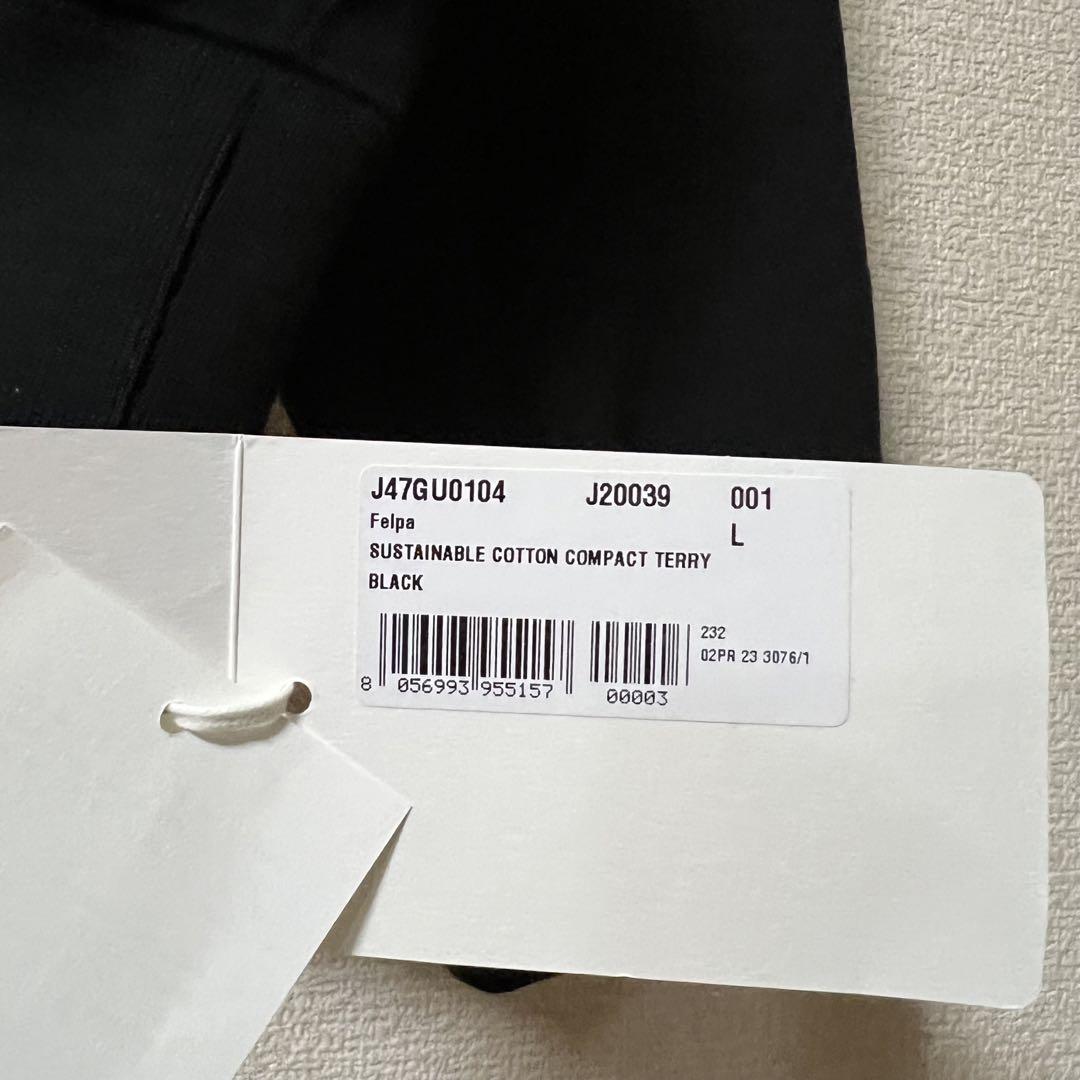 J47GU0104 J20039 001
Felpa L
SUSTAINABLE COTTON COMPACT TERRY
BLACK
232
02PR 23 3076/1
8 056993 955157 00003